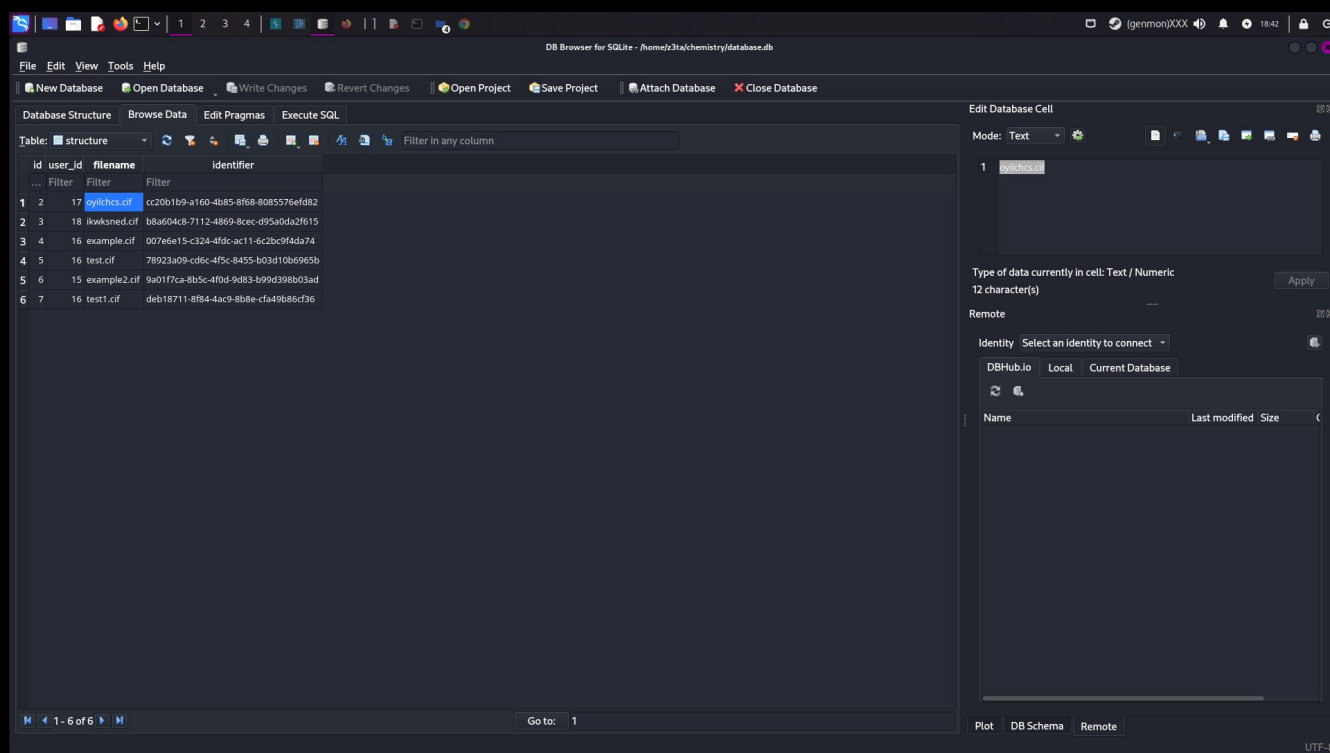 1 2 3 4 (genmon)XXX 18:42
DB Browser for SQLite - /home/z3ta/chemistry/database.db
File Edit View Tools Help
New Database Open Database Write Changes Revert Changes Open Project Save Project Attach Database Close Database
Database Structure Browse Data Edit Pragmas Execute SQL
Table: structure Filter in any column
id user_id filename identifier
... Filter Filter Filter
1 2 17 oyilchcs.cif cc20b1b9-a160-4b85-8f68-8085576efd82
2 3 18 ikwksned.cif b8a604c8-7112-4869-8cec-d95a0da2f615
3 4 16 example.cif 007e6e15-c324-4fdc-ac11-6c2bc9f4da74
4 5 16 test.cif 78923a09-cd6c-4f5c-8455-b03d10b6965b
5 6 15 example2.cif 9a01f7ca-8b5c-4f0d-9d83-b99d398b03ad
6 7 16 test1.cif deb18711-8f84-4ac9-8b8e-cfa49b86cf36
1 - 6 of 6 Go to: 1
Edit Database Cell
Mode: Text
1 oyilchcs.cif
Type of data currently in cell: Text / Numeric
12 character(s)
Apply
Remote
Identity Select an identity to connect
DBHub.io Local Current Database
Name Last modified Size
Plot DB Schema Remote